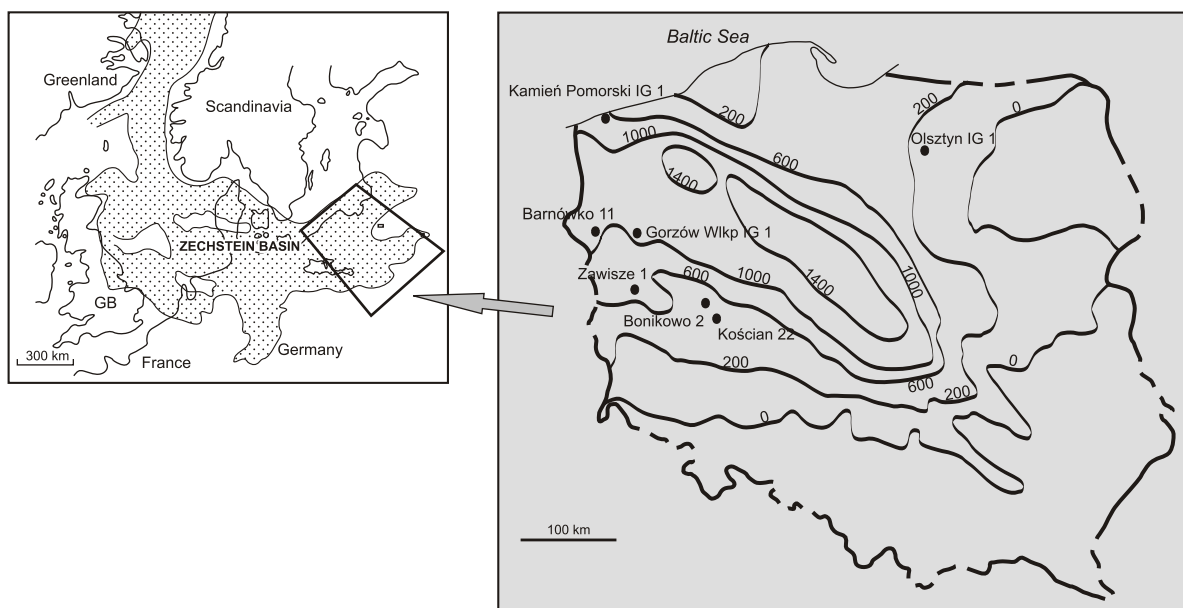 Greenland
Scandinavia
ZECHSTEIN BASIN
GB
300 km
France
Germany
Baltic Sea
Kamień Pomorski IG 1
200
200
0
1000
600
Olsztyn IG 1
1400
Barnówko 11
Gorzów Wlkp IG 1
Zawisze 1
600
1000
1400
1000
Bonikowo 2
Kościan 22
200
600
200
0
0
100 km